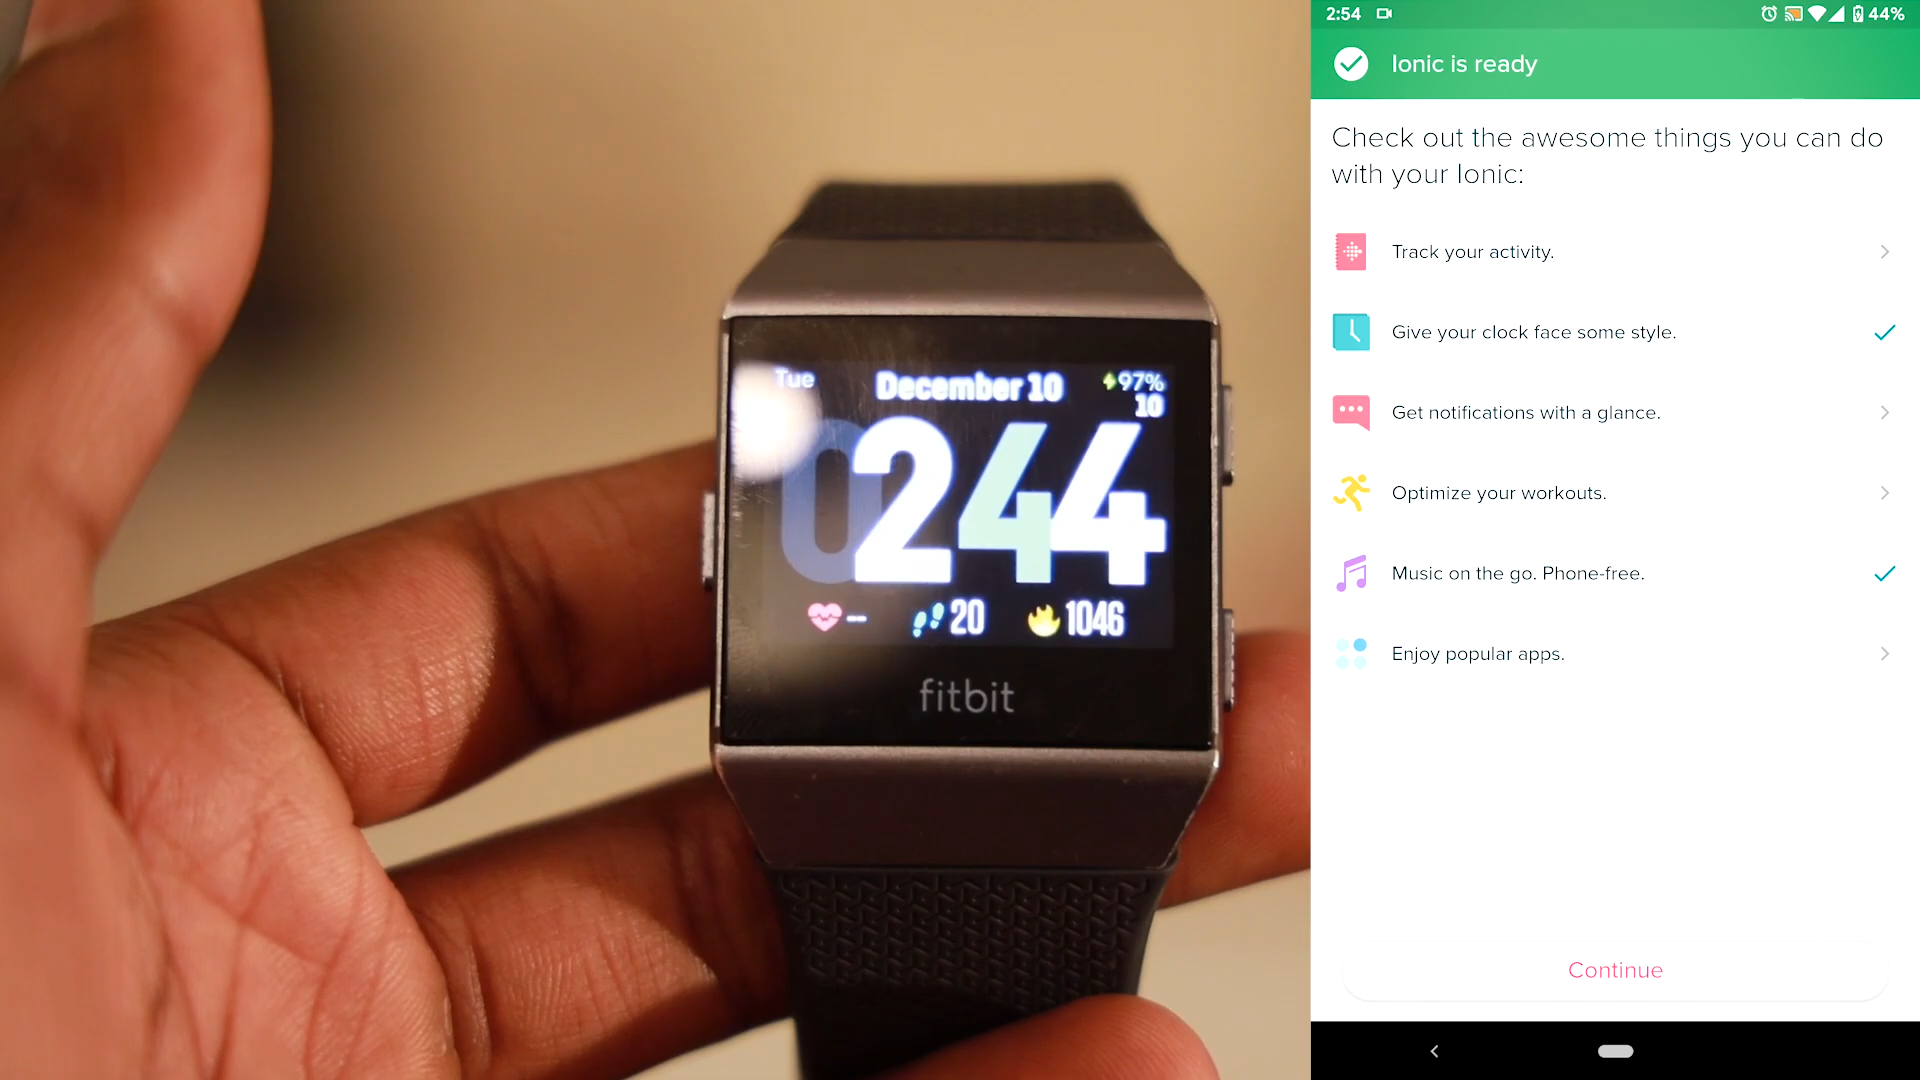 Tue December 10 97%
10
0244
-- 20 1046
fitbit
2:54 44%
Ionic is ready
Check out the awesome things you can do
with your Ionic:
Track your activity.
Give your clock face some style.
Get notifications with a glance.
Optimize your workouts.
Music on the go. Phone-free.
Enjoy popular apps.
Continue